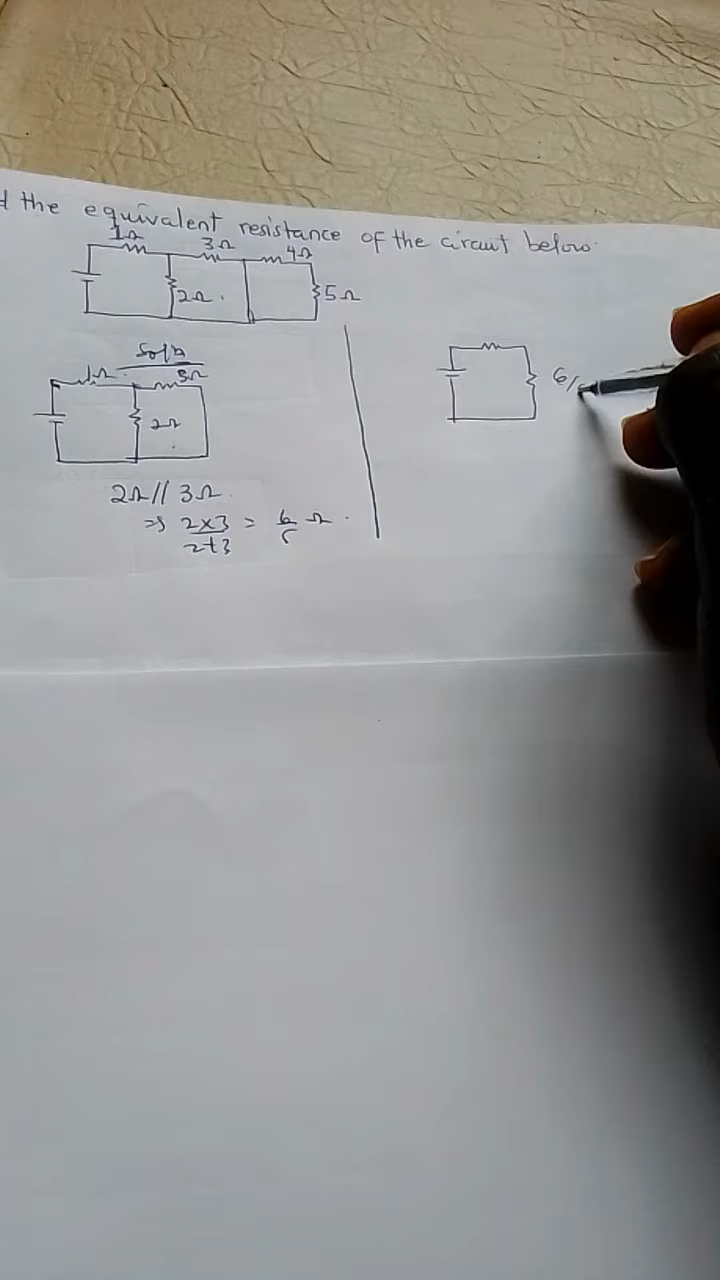 the equivalent resistance of the circuit below.
1Ω 3Ω 4Ω
2Ω. 5Ω
Soln
1Ω 3Ω
2Ω
6/
2Ω // 3Ω
⇒ 2×3 = 6 Ω.
2+3 5